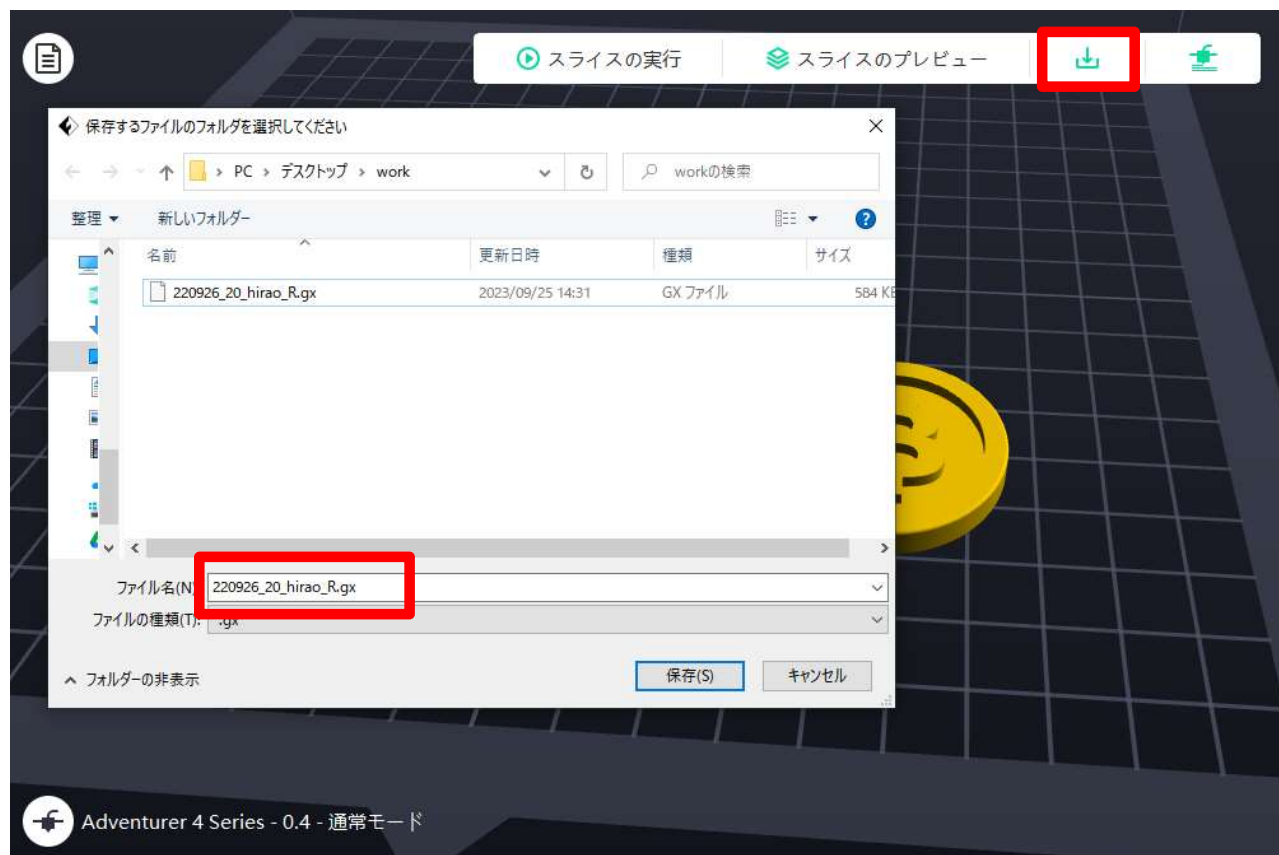 スライスの実行 スライスのプレビュー
保存するファイルのフォルダを選択してください
PC › デスクトップ › work workの検索
整理 新しいフォルダー
名前 更新日時 種類 サイズ
220926_20_hirao_R.gx 2023/09/25 14:31 GX ファイル 584 KB
ファイル名(N) 220926_20_hirao_R.gx
ファイルの種類(T): .gx
フォルダーの非表示 保存(S) キャンセル
Adventurer 4 Series - 0.4 - 通常モード